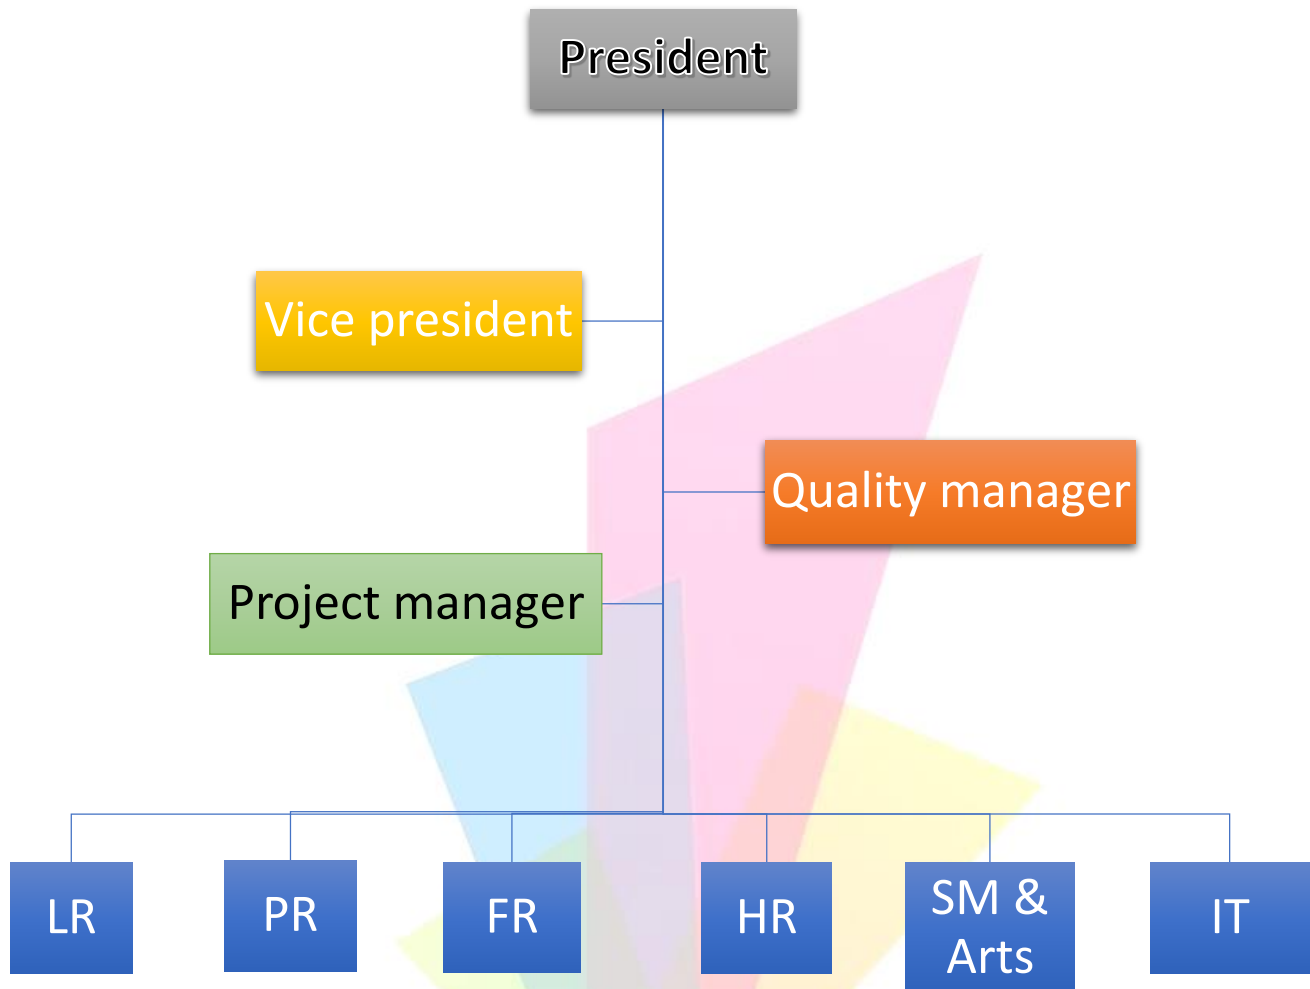 President
Vice president
Quality manager
Project manager
LR
PR
FR
HR
SM &
Arts
IT